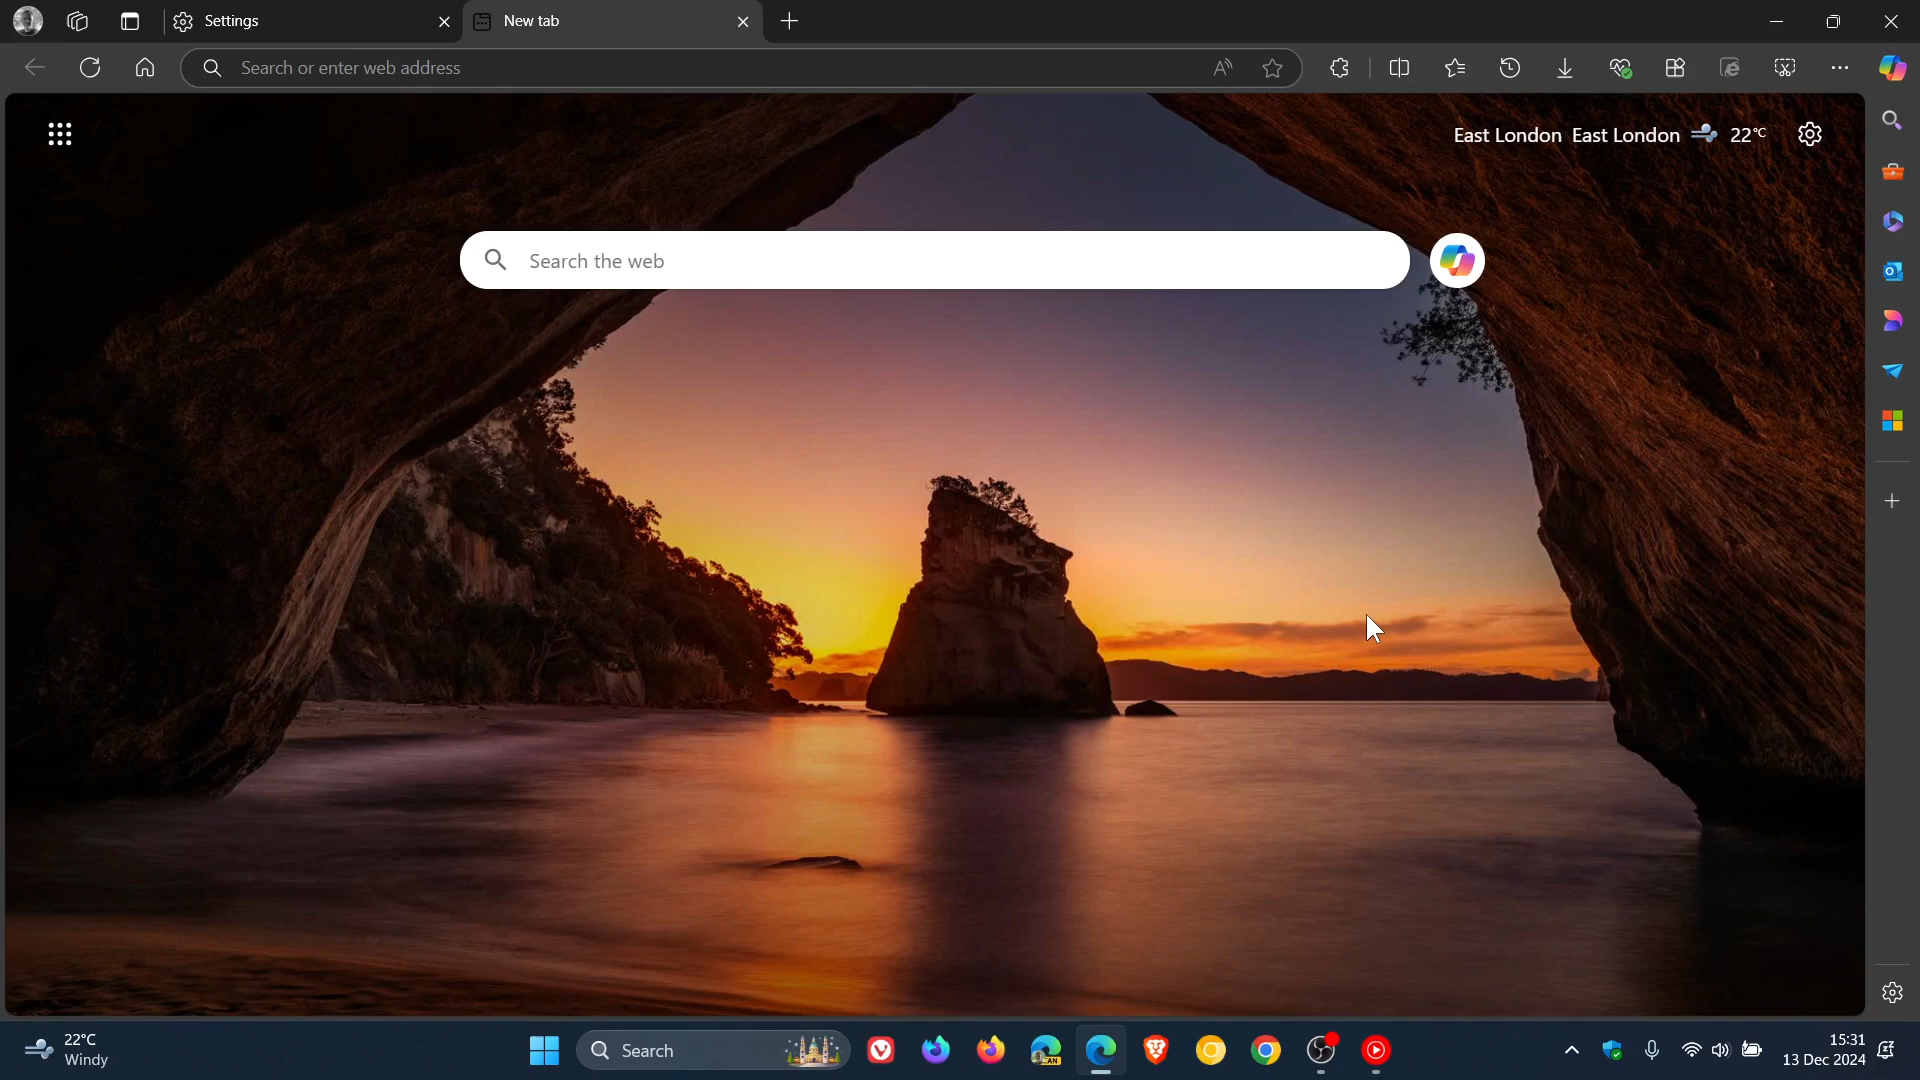 Settings
New tab
Search or enter web address
East London East London 22°C
Search the web
22°C
Windy
Search
CAN
15:31
13 Dec 2024